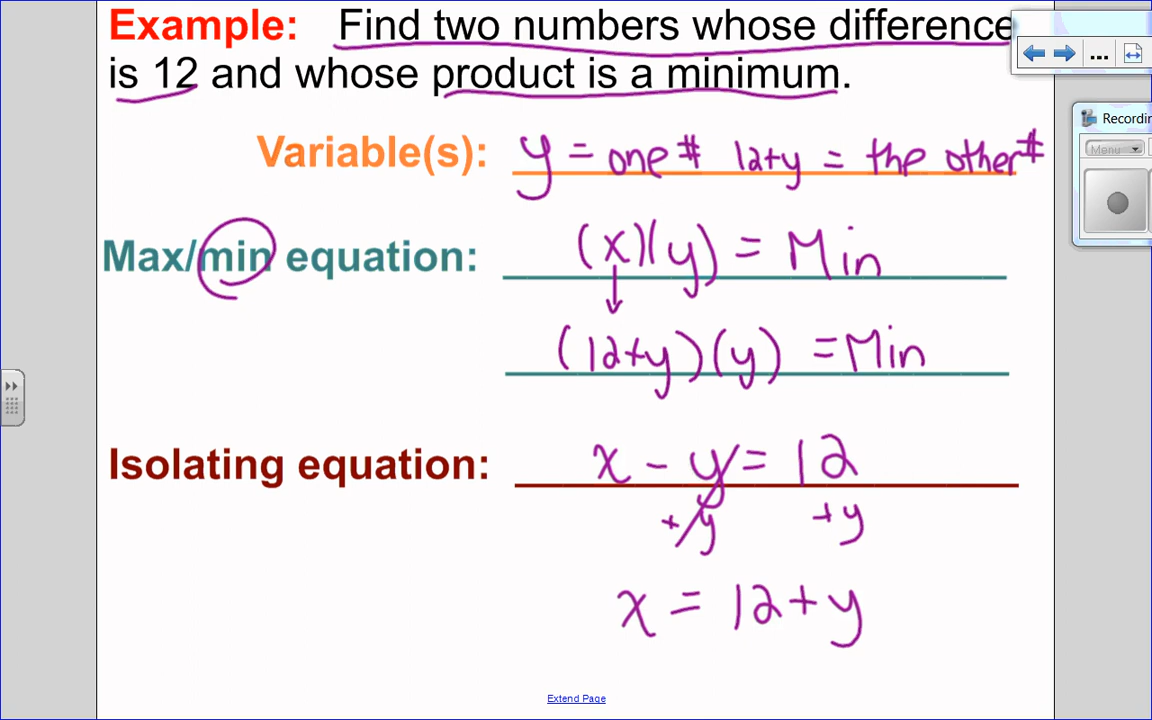 Example: Find two numbers whose difference
is 12 and whose product is a minimum.
...
Recordin
Menu
Variable(s): y = one # 12+y = the other #
Max/min equation: (x)(y) = Min
(12+y)(y) = Min
Isolating equation: x - y = 12
+y +y
x = 12+y
Extend Page